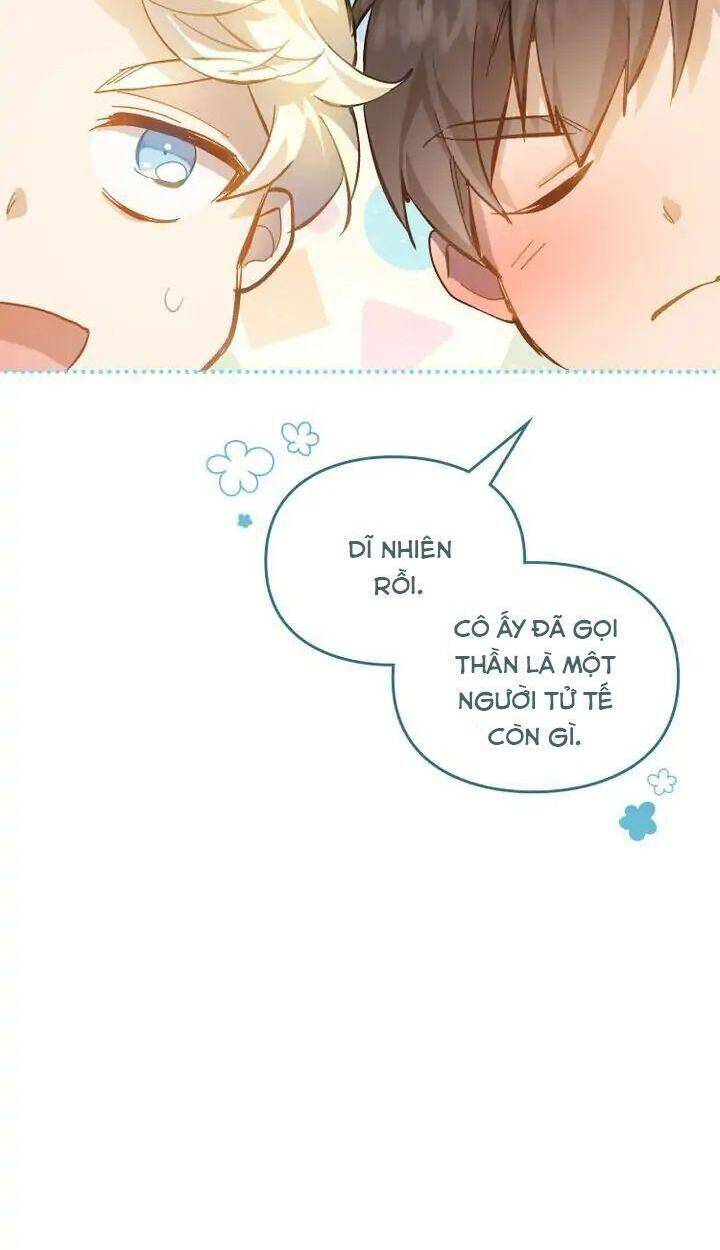 DĨ NHIÊN
RỒI.
CÔ ẤY ĐÃ GỌI
THẦN LÀ MỘT
NGƯỜI TỬ TẾ
CÒN GÌ.